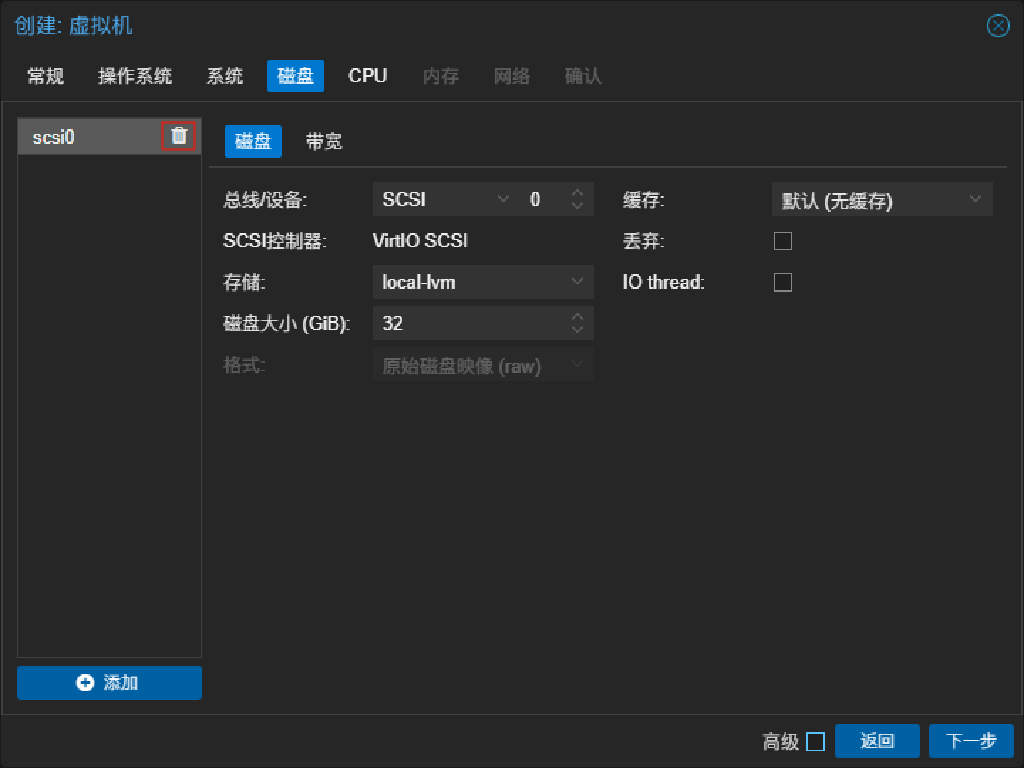 创建: 虚拟机
常规 操作系统 系统 磁盘 CPU 内存 网络 确认
scsi0
磁盘 带宽
总线/设备: SCSI 0 缓存: 默认 (无缓存)
SCSI控制器: VirtIO SCSI 丢弃:
存储: local-lvm IO thread:
磁盘大小 (GiB): 32
格式: 原始磁盘映像 (raw)
添加
高级 返回 下一步